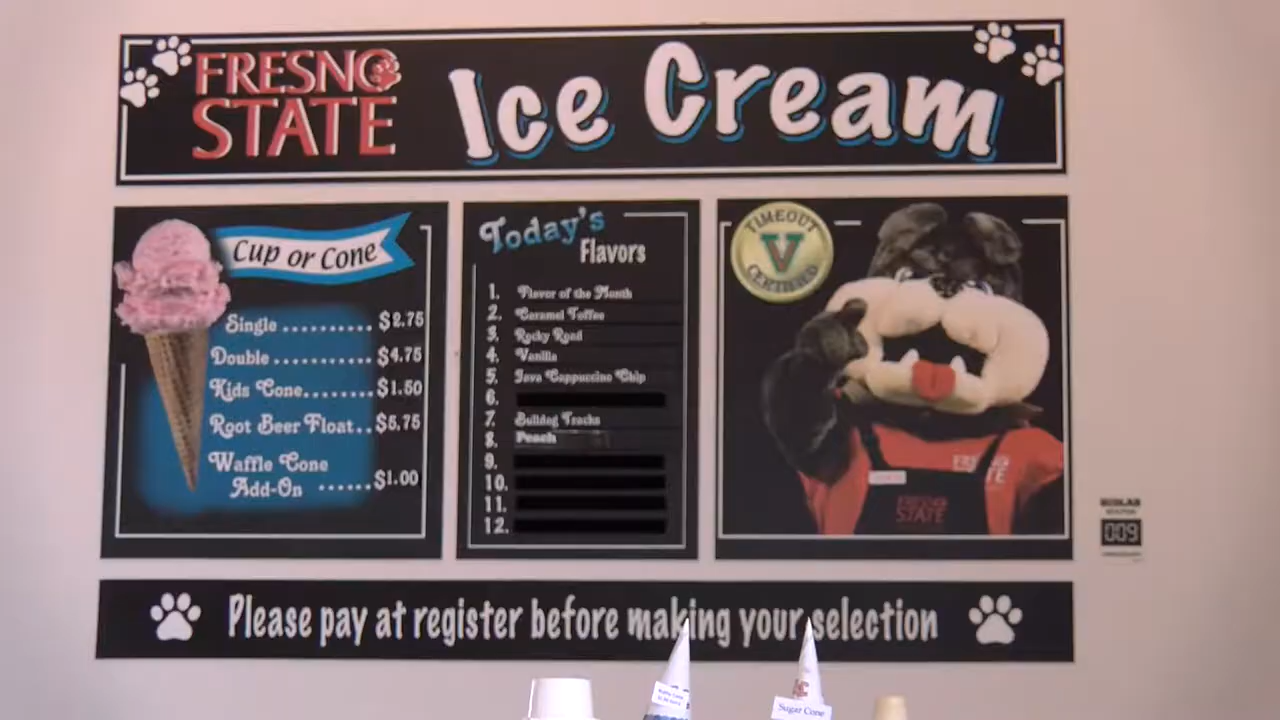 FRESNO
STATE
Ice Cream
Cup or Cone
Single .......... $2.75
Double ........... $4.75
Kids Cone........ $1.50
Root Beer Float.. $5.75
Waffle Cone
Add-On ...... $1.00
Today's
Flavors
1. Flavor of the Month
2. Caramel Toffee
3. Rocky Road
4. Vanilla
5. Java Cappuccino Chip
6.
7. Bulldog Tracks
8. Peach
9.
10.
11.
12.
TIMEOUT
V
CERTIFIED
FRESNO
STATE
ECOLAB
009
Please pay at register before making your selection
Sugar Cone